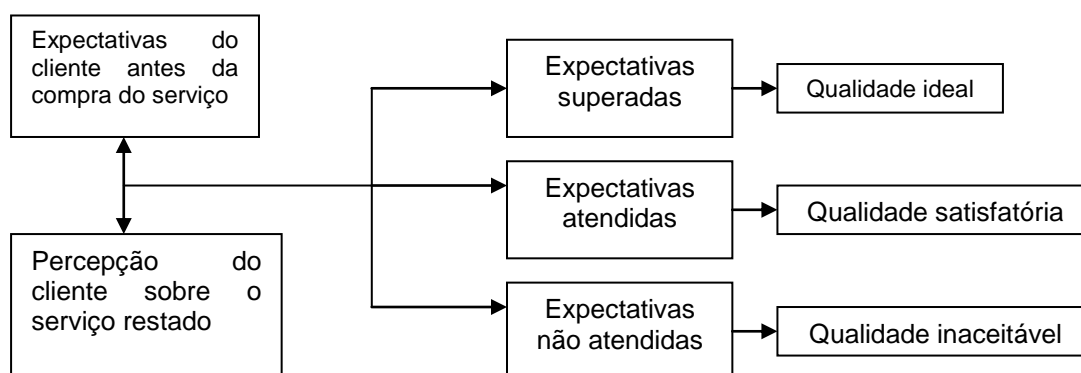 Expectativas do
cliente antes da
compra do serviço
Expectativas
superadas
Qualidade ideal
Expectativas
atendidas
Qualidade satisfatória
Percepção do
cliente sobre o
serviço restado
Expectativas
não atendidas
Qualidade inaceitável